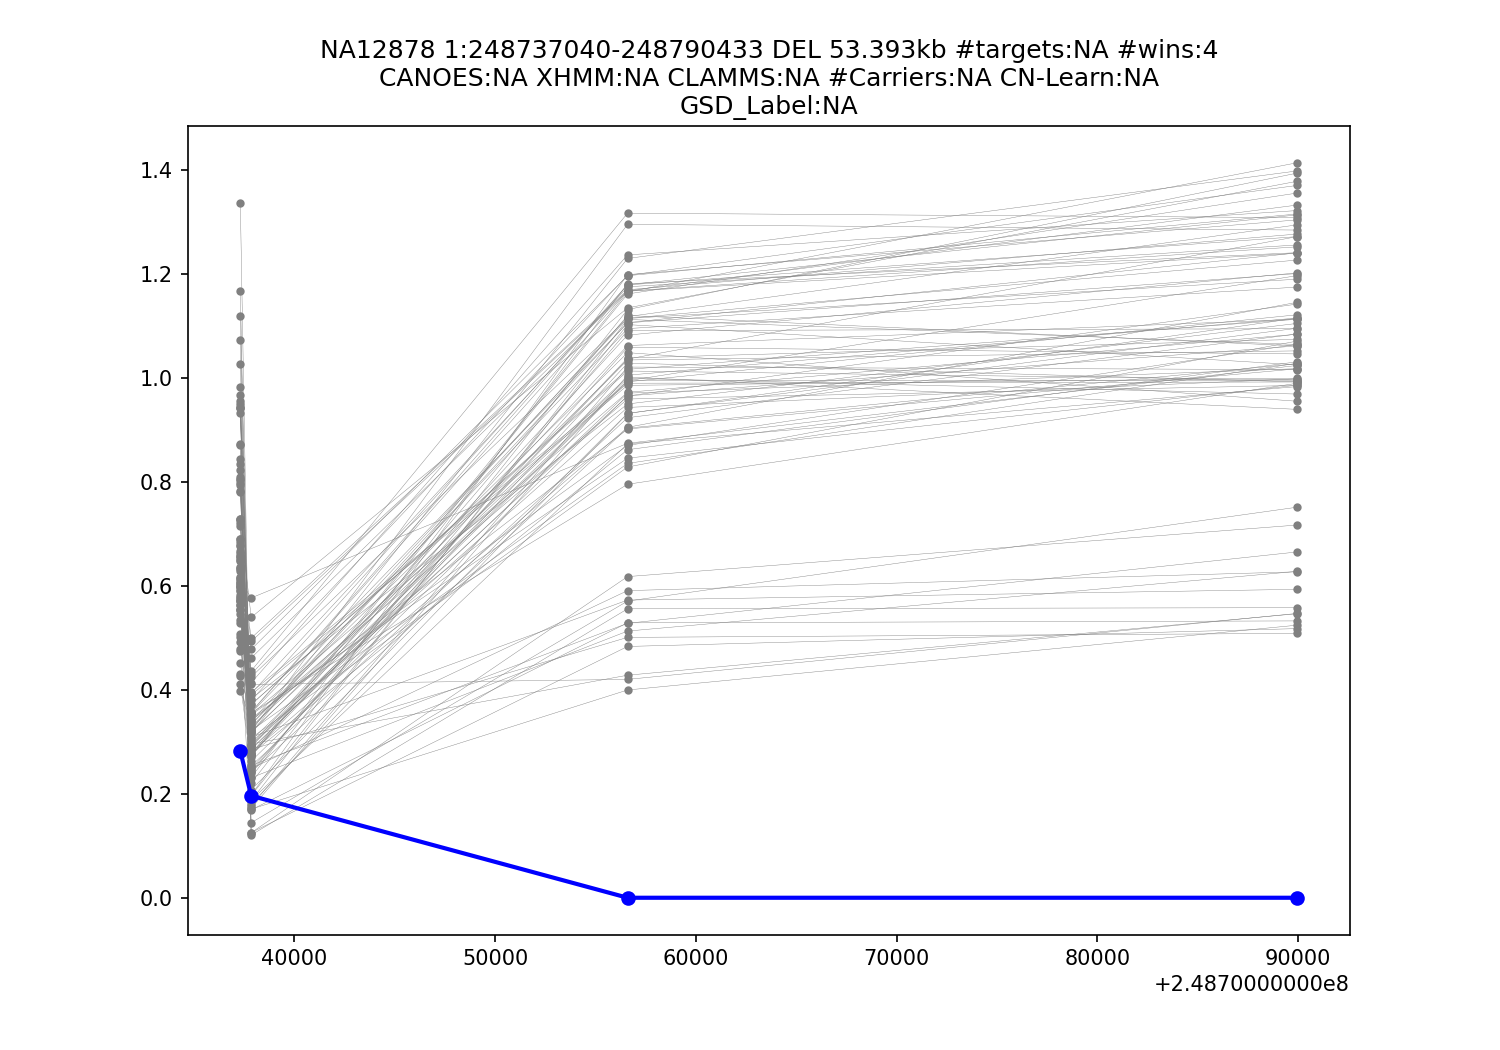 NA12878 1:248737040-248790433 DEL 53.393kb #targets:NA #wins:4
CANOES:NA XHMM:NA CLAMMS:NA #Carriers:NA CN-Learn:NA
GSD_Label:NA
1.4
1.2
1.0
0.8
0.6
0.4
0.2
0.0
40000 50000 60000 70000 80000 90000
+2.4870000000e8